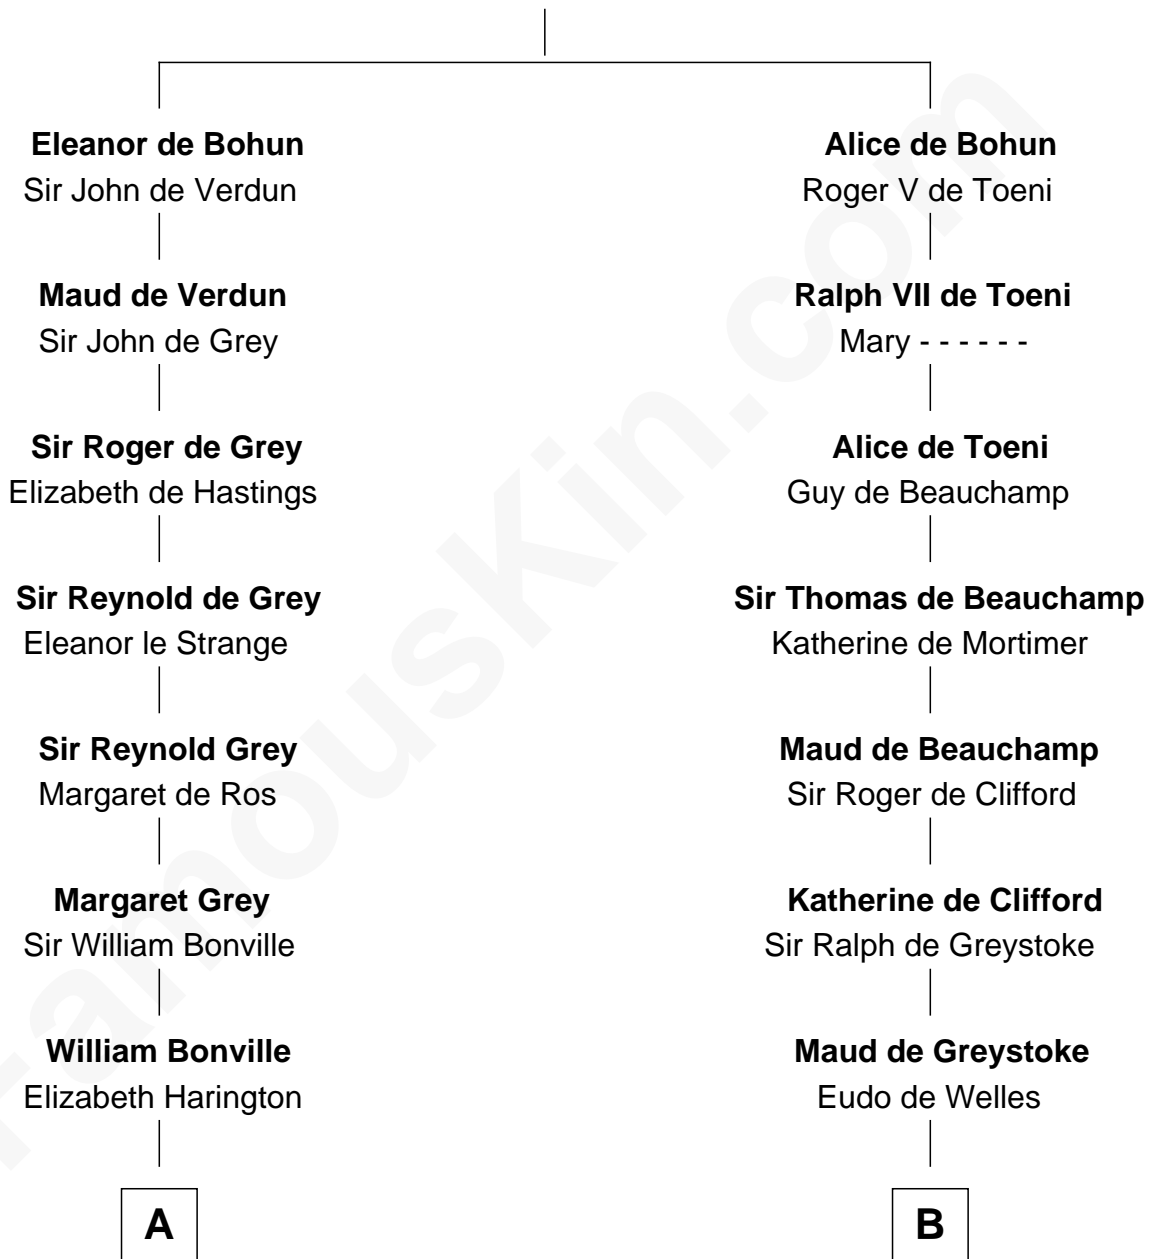 Eleanor de Bohun
Sir John de Verdun
Maud de Verdun
Sir John de Grey
Sir Roger de Grey
Elizabeth de Hastings
Sir Reynold de Grey
Eleanor le Strange
Sir Reynold Grey
Margaret de Ros
Margaret Grey
Sir William Bonville
William Bonville
Elizabeth Harington
A
Alice de Bohun
Roger V de Toeni
Ralph VII de Toeni
Mary - - - - - -
Alice de Toeni
Guy de Beauchamp
Sir Thomas de Beauchamp
Katherine de Mortimer
Maud de Beauchamp
Sir Roger de Clifford
Katherine de Clifford
Sir Ralph de Greystoke
Maud de Greystoke
Eudo de Welles
B
FamousKin.com